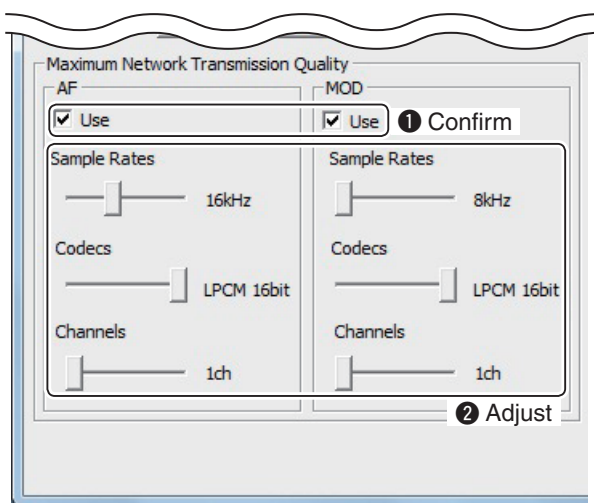 Maximum Network Transmission Quality
AF MOD
Use Use ❶ Confirm
Sample Rates Sample Rates
16kHz 8kHz
Codecs Codecs
LPCM 16bit LPCM 16bit
Channels Channels
1ch 1ch
❷ Adjust